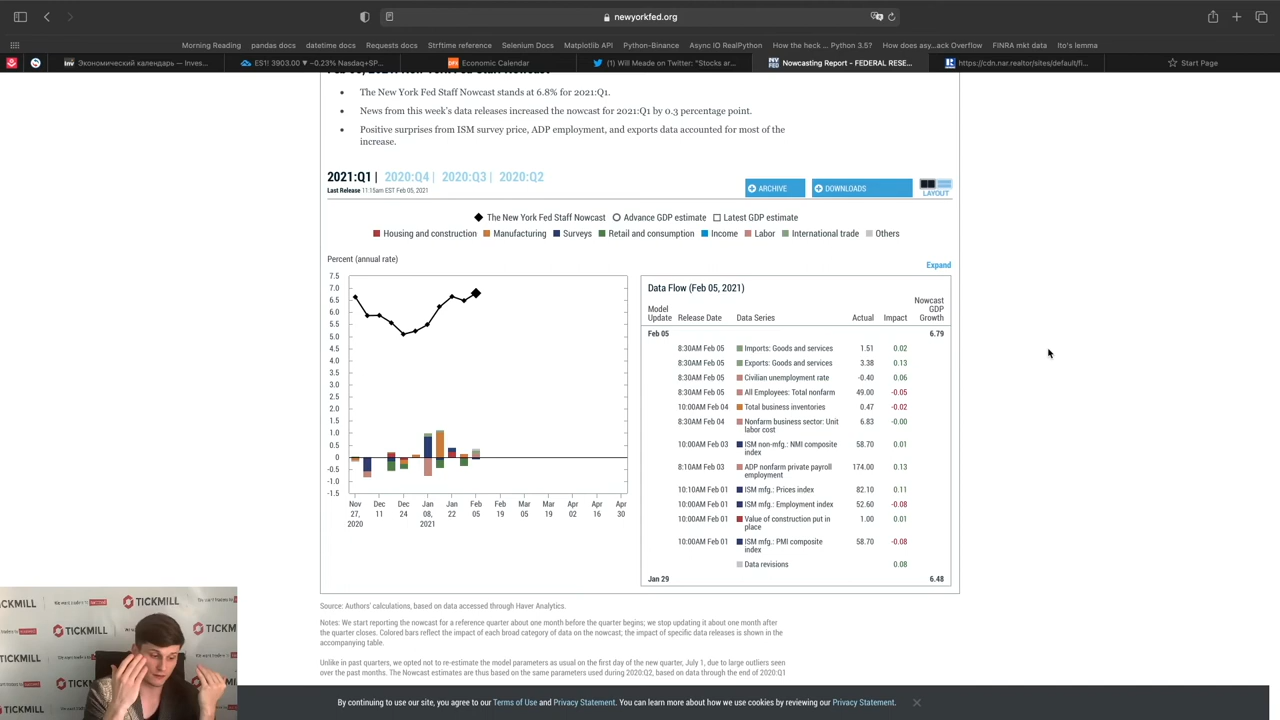 newyorkfed.org
Morning Reading pandas docs datetime docs Requests docs Strftime reference Selenium Docs Matplotlib API Python-Binance Async IO RealPython How the heck ... Python 3.5? How does asy...ack Overflow FINRA mkt data Ito's lemma
inv Экономический календарь — Inves... ES1! 3903.00 ▼ −0.23% Nasdaq+SP... DFX Economic Calendar (1) Will Meade on Twitter: "Stocks ar... Nowcasting Report - FEDERAL RESE... https://cdn.nar.realtor/sites/default/fi... Start Page
• The New York Fed Staff Nowcast stands at 6.8% for 2021:Q1.
• News from this week's data releases increased the nowcast for 2021:Q1 by 0.3 percentage point.
• Positive surprises from ISM survey price, ADP employment, and exports data accounted for most of the
increase.
2021:Q1 | 2020:Q4 | 2020:Q3 | 2020:Q2
Last Release 11:15am EST Feb 05, 2021
ARCHIVE DOWNLOADS LAYOUT
The New York Fed Staff Nowcast Advance GDP estimate Latest GDP estimate
Housing and construction Manufacturing Surveys Retail and consumption Income Labor International trade Others
Percent (annual rate)
Expand
7.5
7.0
6.5
6.0
5.5
5.0
4.5
4.0
3.5
3.0
2.5
2.0
1.5
1.0
0.5
0
-0.5
-1.0
-1.5
Nov Dec Dec Jan Jan Feb Feb Mar Mar Apr Apr Apr
27, 11 24 08, 22 05 19 05 19 02 16 30
2020 2021
Data Flow (Feb 05, 2021)
Model Update Release Date Data Series Actual Impact Nowcast GDP Growth
Feb 05 6.79
8:30AM Feb 05 Imports: Goods and services 1.51 0.02
8:30AM Feb 05 Exports: Goods and services 3.38 0.13
8:30AM Feb 05 Civilian unemployment rate -0.40 0.06
8:30AM Feb 05 All Employees: Total nonfarm 49.00 -0.05
10:00AM Feb 04 Total business inventories 0.47 -0.02
8:30AM Feb 04 Nonfarm business sector: Unit 6.83 -0.00
labor cost
10:00AM Feb 03 ISM non-mfg.: NMI composite 58.70 0.01
index
8:10AM Feb 03 ADP nonfarm private payroll 174.00 0.13
employment
10:10AM Feb 01 ISM mfg.: Prices index 82.10 0.11
10:00AM Feb 01 ISM mfg.: Employment index 52.60 -0.08
10:00AM Feb 01 Value of construction put in 1.00 0.01
place
10:00AM Feb 01 ISM mfg.: PMI composite 58.70 -0.08
index
Data revisions 0.08
Jan 29 6.48
Source: Authors' calculations, based on data accessed through Haver Analytics.
Notes: We start reporting the nowcast for a reference quarter about one month before the quarter begins; we stop updating it about one month after
the quarter closes. Colored bars reflect the impact of each broad category of data on the nowcast; the impact of specific data releases is shown in the
accompanying table.
Unlike in past quarters, we opted not to re-estimate the model parameters as usual on the first day of the new quarter, July 1, due to large outliers seen
over the past months. The Nowcast estimates are thus based on the same parameters used during 2020:Q2, based on data through the end of 2020:Q1
By continuing to use our site, you agree to our Terms of Use and Privacy Statement. You can learn more about how we use cookies by reviewing our Privacy Statement.
TICKMILL
TICKMILL
TICKMILL
TICKMILL
TICKMILL
TICK